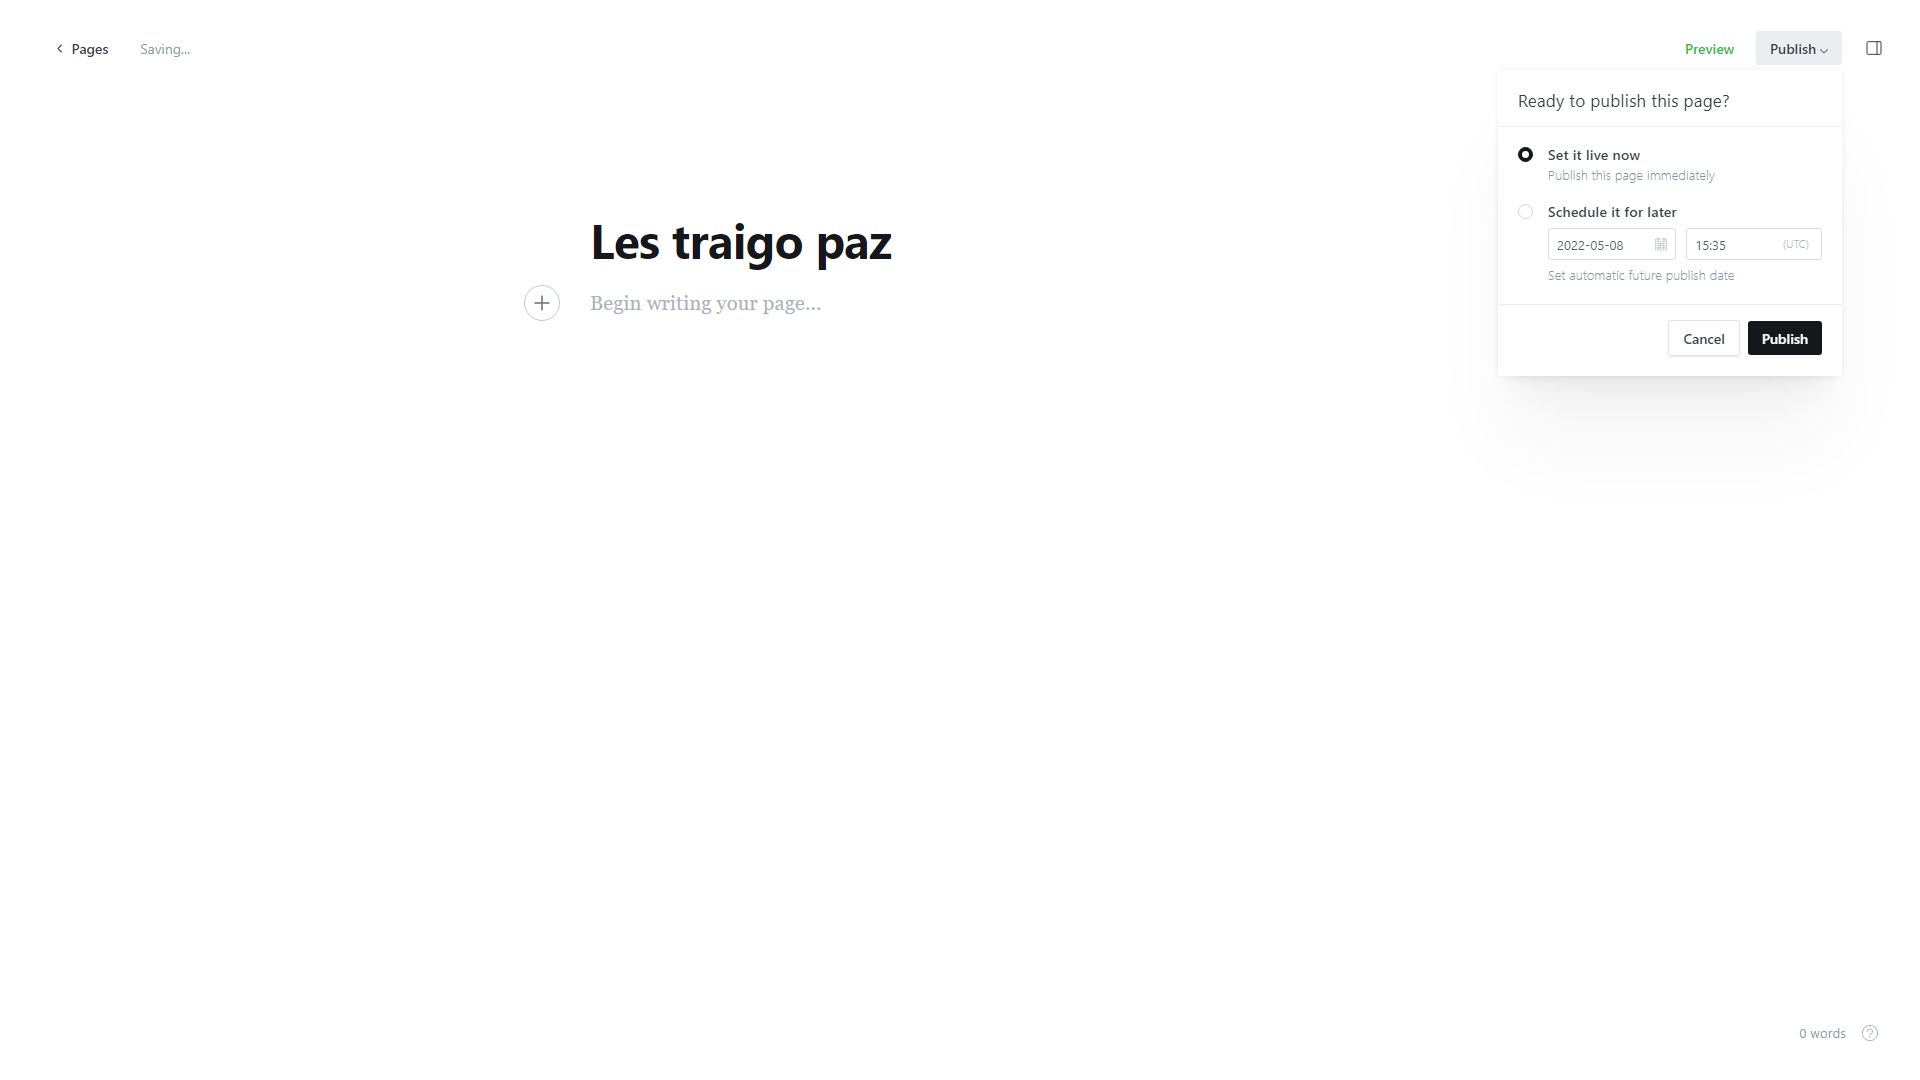 Pages
Saving...
Preview
Publish
Ready to publish this page?
Set it live now
Publish this page immediately
Schedule it for later
2022-05-08
15:35
(UTC)
Set automatic future publish date
Cancel
Publish
Les traigo paz
Begin writing your page...
0 words
?